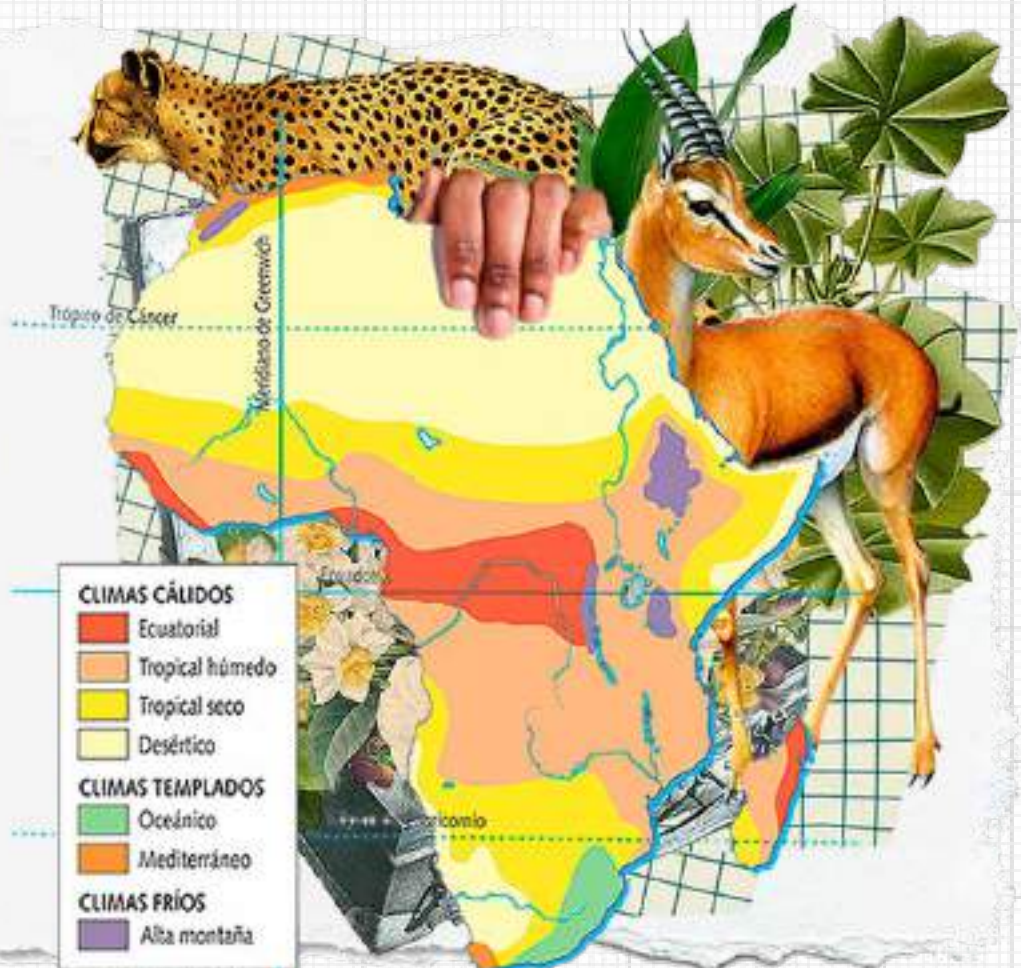 Trópico de Cáncer
Meridiano de Greenwich
Ecuador
CLIMAS CÁLIDOS
Ecuatorial
Tropical húmedo
Tropical seco
Desértico
CLIMAS TEMPLADOS
Oceánico
Mediterráneo
CLIMAS FRÍOS
Alta montaña